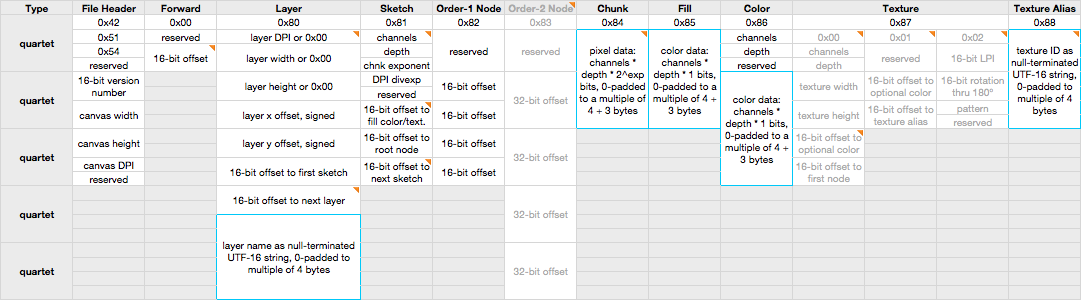 Type File Header Forward Layer Sketch Order-1 Node Order-2 Node Chunk Fill Color Texture Texture Alias
quartet 0x42 0x00 0x80 0x81 0x82 0x83 0x84 0x85 0x86 0x87 0x88
0x51 reserved layer DPI or 0x00 channels reserved reserved pixel data: color data: channels 0x00 0x01 0x02 texture ID as
0x54 16-bit offset layer width or 0x00 depth channels * channels * depth channels reserved 16-bit LPI null-terminated
reserved chnk exponent depth * 2^exp depth * 1 bits, reserved depth UTF-16 string,
quartet 16-bit version layer height or 0x00 DPI divexp 16-bit offset 32-bit offset bits, 0-padded 0-padded to a color data: texture width 16-bit offset to 16-bit rotation 0-padded to
number reserved to a multiple of multiple of 4 + channels * optional color thru 180° multiple of 4
canvas width layer x offset, signed 16-bit offset to 16-bit offset 4 + 3 bytes 3 bytes depth * 1 bits, texture height 16-bit offset to pattern bytes
fill color/text. 0-padded to a texture alias reserved
quartet canvas height layer y offset, signed 16-bit offset to 16-bit offset 32-bit offset multiple of 4 + 16-bit offset to
root node 3 bytes optional color
canvas DPI 16-bit offset to first sketch 16-bit offset to 16-bit offset 16-bit offset to
reserved next sketch first node
quartet 16-bit offset to next layer 32-bit offset
layer name as null-terminated
quartet UTF-16 string, 0-padded to 32-bit offset
multiple of 4 bytes